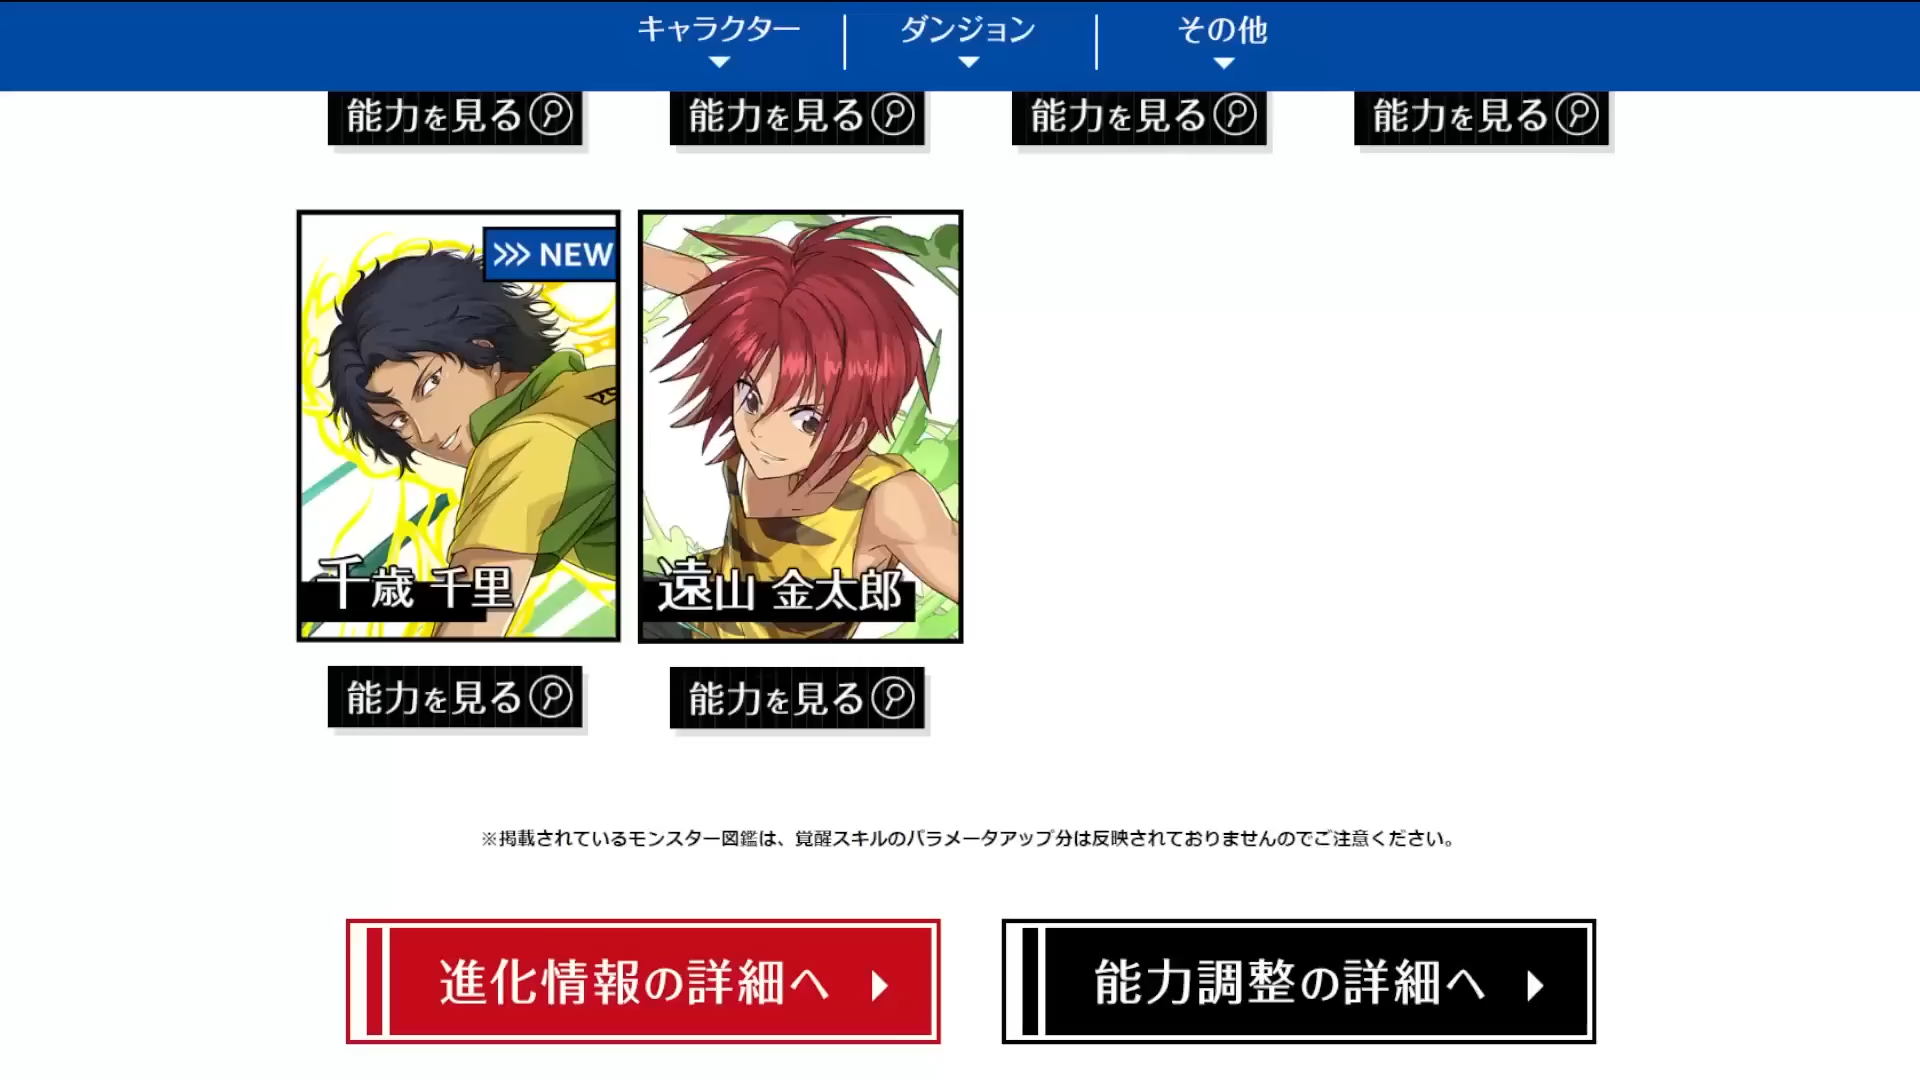 キャラクター
ダンジョン
その他
能力を見る
能力を見る
能力を見る
能力を見る
>>> NEW
千歳 千里
遠山 金太郎
能力を見る
能力を見る
※掲載されているモンスター図鑑は、覚醒スキルのパラメータアップ分は反映されておりませんのでご注意ください。
進化情報の詳細へ
能力調整の詳細へ